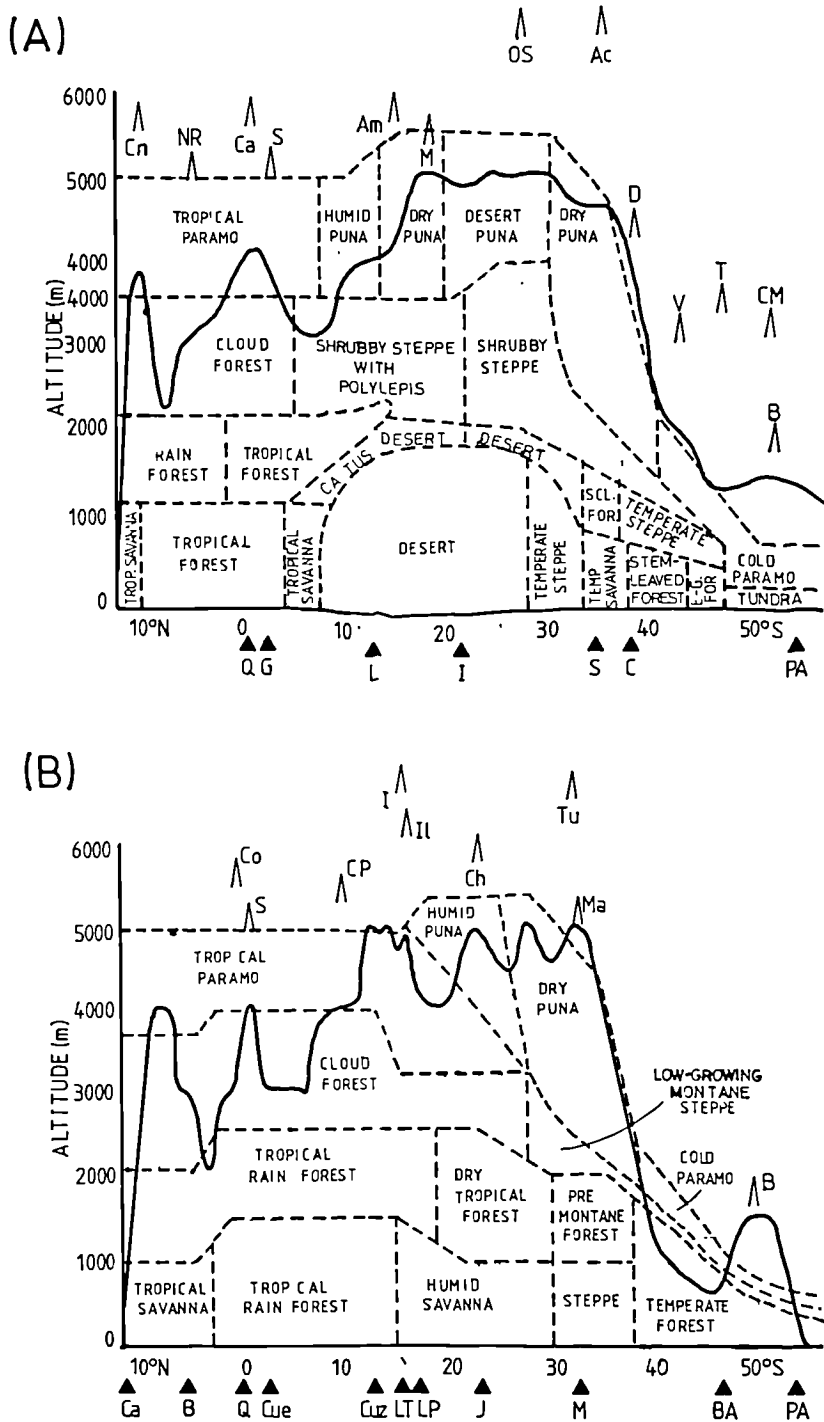 (A)
OS
Ac
6000
Cn
NR
Ca
S
Am
M
5000
TROPICAL
PARAMO
HUMID
PUNA
DRY
PUNA
DESERT
PUNA
DRY
PUNA
D
4000
4000
V
T
CM
3000
CLOUD
FOREST
SHRUBBY STEPPE
WITH
POLYLEPIS
SHRUBBY
STEPPE
ALTITUDE (m)
B
2000
RAIN
FOREST
TROPICAL
FOREST
CATUS
DESERT
DESERT
SCL.
FOR.
TEMPERATE
STEPPE
1000
TROP. SAVANNA
TROPICAL
FOREST
TROPICAL
SAVANNA
DESERT
TEMPERATE
STEPPE
TEMP
SAVANNA
STEM-
LEAVED
FOREST
E-G.
FOR
COLD
PARAMO
TUNDRA
0
10°N
0
10
20
30
40
50°S
Q
G
L
I
S
C
PA
(B)
I
Il
Tu
6000
Co
S
CP
Ch
Ma
5000
TROPCAL
PARAMO
HUMID
PUNA
DRY
PUNA
4000
CLOUD
FOREST
3000
LOW-GROWING
MONTANE
STEPPE
ALTITUDE (m)
TROPICAL
RAIN FOREST
DRY
TROPICAL
FOREST
PRE
MONTANE
FOREST
COLD
PARAMO
B
2000
1000
TROPICAL
SAVANNA
TROPCAL
RAIN FOREST
HUMID
SAVANNA
STEPPE
TEMPERATE
FOREST
0
10°N
0
10
20
30
40
50°S
Ca
B
Q
Cue
Cuz
LT
LP
J
M
BA
PA